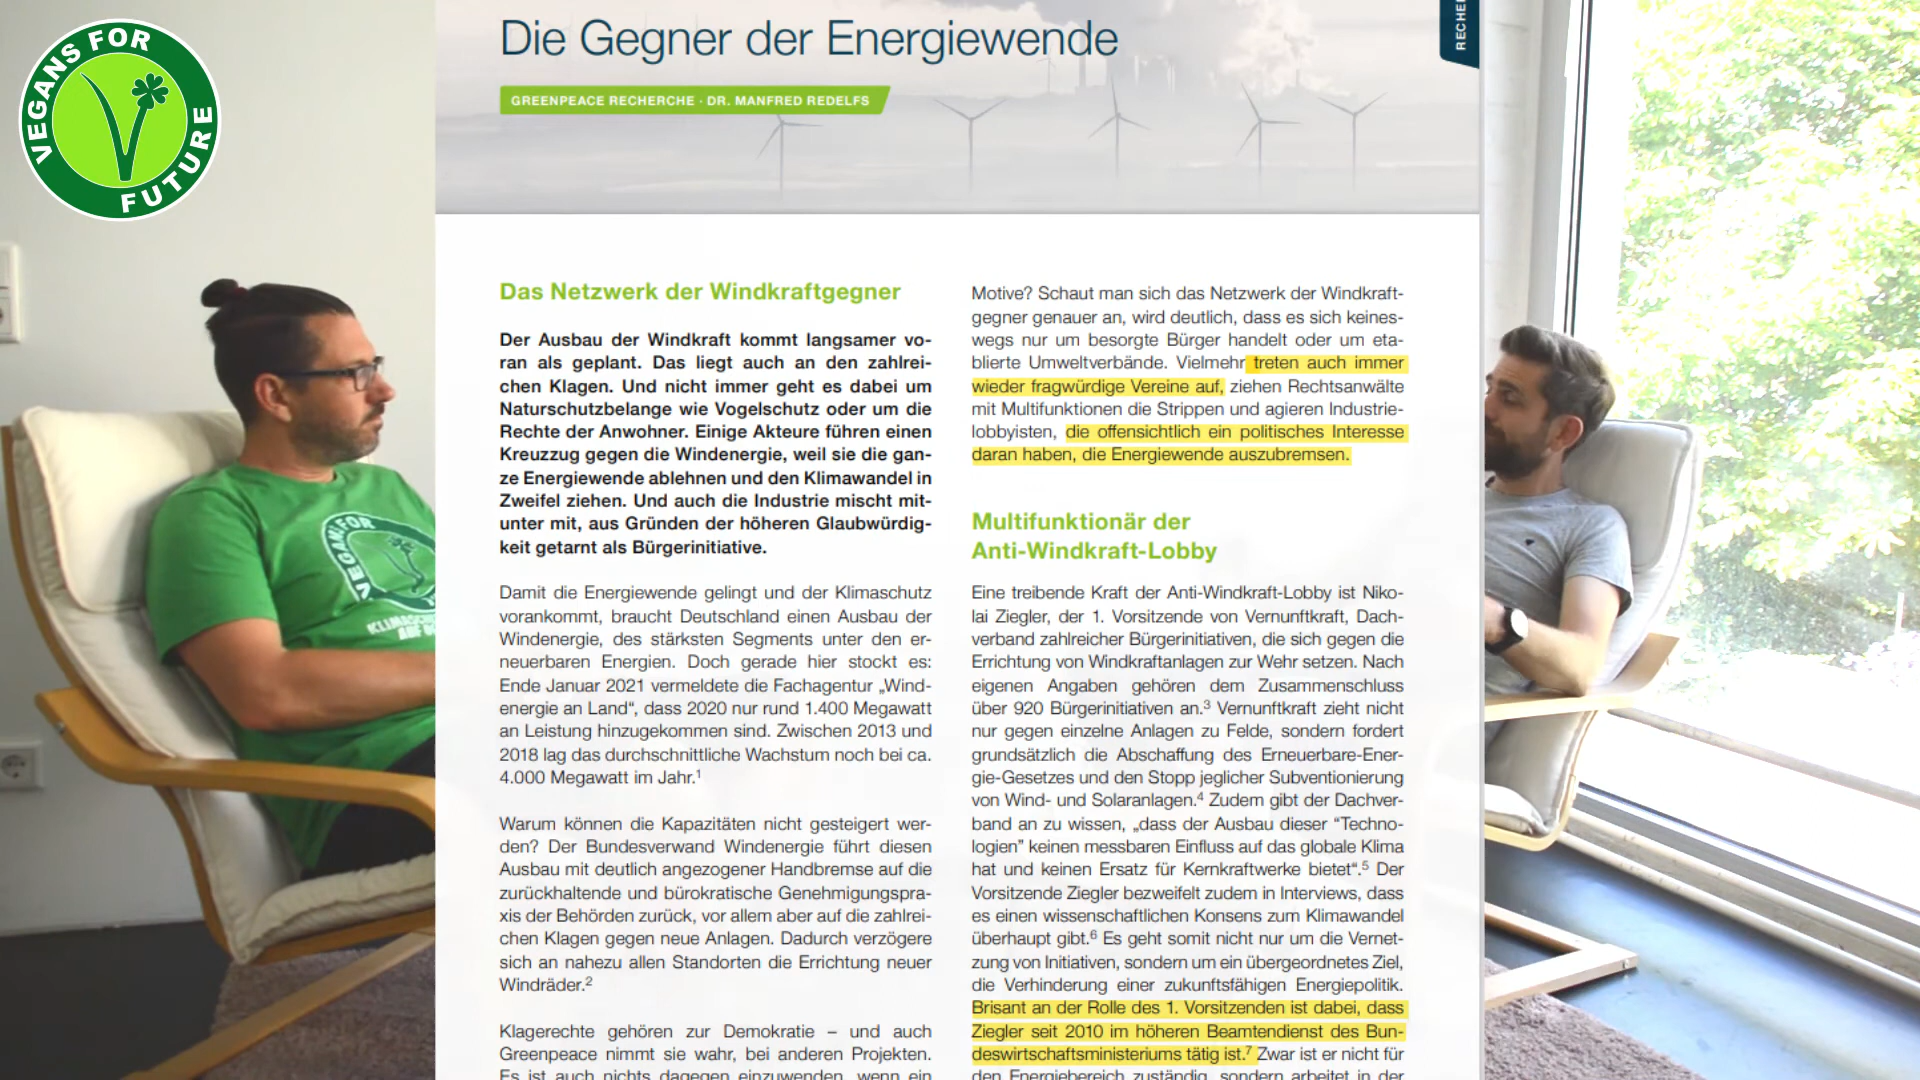 VEGANS FOR
FUTURE
Die Gegner der Energiewende
GREENPEACE RECHERCHE · DR. MANFRED REDELFS
Das Netzwerk der Windkraftgegner
Der Ausbau der Windkraft kommt langsamer vo-
ran als geplant. Das liegt auch an den zahlrei-
chen Klagen. Und nicht immer geht es dabei um
Naturschutzbelange wie Vogelschutz oder um die
Rechte der Anwohner. Einige Akteure führen einen
Kreuzzug gegen die Windenergie, weil sie die gan-
ze Energiewende ablehnen und den Klimawandel in
Zweifel ziehen. Und auch die Industrie mischt mit-
unter mit, aus Gründen der höheren Glaubwürdig-
keit getarnt als Bürgerinitiative.
Damit die Energiewende gelingt und der Klimaschutz
vorankommt, braucht Deutschland einen Ausbau der
Windenergie, des stärksten Segments unter den er-
neuerbaren Energien. Doch gerade hier stockt es:
Ende Januar 2021 vermeldete die Fachagentur „Wind-
energie an Land“, dass 2020 nur rund 1.400 Megawatt
an Leistung hinzugekommen sind. Zwischen 2013 und
2018 lag das durchschnittliche Wachstum noch bei ca.
4.000 Megawatt im Jahr.¹
Warum können die Kapazitäten nicht gesteigert wer-
den? Der Bundesverwand Windenergie führt diesen
Ausbau mit deutlich angezogener Handbremse auf die
zurückhaltende und bürokratische Genehmigungspra-
xis der Behörden zurück, vor allem aber auf die zahlrei-
chen Klagen gegen neue Anlagen. Dadurch verzögere
sich an nahezu allen Standorten die Errichtung neuer
Windräder.²
Klagerechte gehören zur Demokratie – und auch
Greenpeace nimmt sie wahr, bei anderen Projekten.
Es ist auch nichts dagegen einzuwenden, wenn ein
Motive? Schaut man sich das Netzwerk der Windkraft-
gegner genauer an, wird deutlich, dass es sich keines-
wegs nur um besorgte Bürger handelt oder um eta-
blierte Umweltverbände. Vielmehr treten auch immer
wieder fragwürdige Vereine auf, ziehen Rechtsanwälte
mit Multifunktionen die Strippen und agieren Industrie-
lobbyisten, die offensichtlich ein politisches Interesse
daran haben, die Energiewende auszubremsen.
Multifunktionär der
Anti-Windkraft-Lobby
Eine treibende Kraft der Anti-Windkraft-Lobby ist Niko-
lai Ziegler, der 1. Vorsitzende von Vernunftkraft, Dach-
verband zahlreicher Bürgerinitiativen, die sich gegen die
Errichtung von Windkraftanlagen zur Wehr setzen. Nach
eigenen Angaben gehören dem Zusammenschluss
über 920 Bürgerinitiativen an.³ Vernunftkraft zieht nicht
nur gegen einzelne Anlagen zu Felde, sondern fordert
grundsätzlich die Abschaffung des Erneuerbare-Ener-
gie-Gesetzes und den Stopp jeglicher Subventionierung
von Wind- und Solaranlagen.⁴ Zudem gibt der Dachver-
band an zu wissen, „dass der Ausbau dieser “Techno-
logien” keinen messbaren Einfluss auf das globale Klima
hat und keinen Ersatz für Kernkraftwerke bietet“.⁵ Der
Vorsitzende Ziegler bezweifelt zudem in Interviews, dass
es einen wissenschaftlichen Konsens zum Klimawandel
überhaupt gibt.⁶ Es geht somit nicht nur um die Vernet-
zung von Initiativen, sondern um ein übergeordnetes Ziel,
die Verhinderung einer zukunftsfähigen Energiepolitik.
Brisant an der Rolle des 1. Vorsitzenden ist dabei, dass
Ziegler seit 2010 im höheren Beamtendienst des Bun-
deswirtschaftsministeriums tätig ist.⁷ Zwar ist er nicht für
den Energiebereich zuständig, sondern arbeitet in der
RECHER
VEGANS FOR